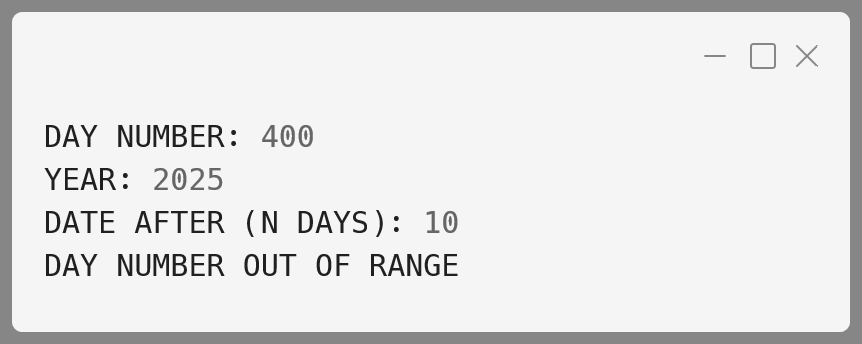 DAY NUMBER: 400
YEAR: 2025
DATE AFTER (N DAYS): 10
DAY NUMBER OUT OF RANGE